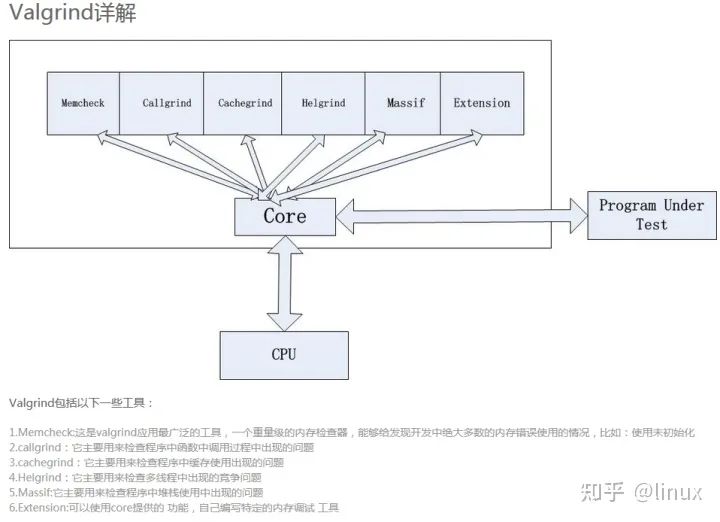 Valgrind详解
Memcheck
Callgrind
Cachegrind
Helgrind
Massif
Extension
Core
Program Under
Test
CPU
Valgrind包括以下一些工具：
1.Memcheck:这是valgrind应用最广泛的工具，一个重量级的内存检查器，能够给发现开发中绝大多数的内存错误使用的情况，比如：使用未初始化
2.callgrind：它主要用来检查程序中函数中调用过程中出现的问题
3.cachegrind：它主要用来检查程序中缓存使用出现的问题
4.Helgrind：它主要用来检查多线程中出现的竞争问题
5.Massif:它主要用来检查程序中堆栈使用中出现的问题
6.Extension:可以使用core提供的 功能，自己编写特定的内存调试 工具
知乎 @linux